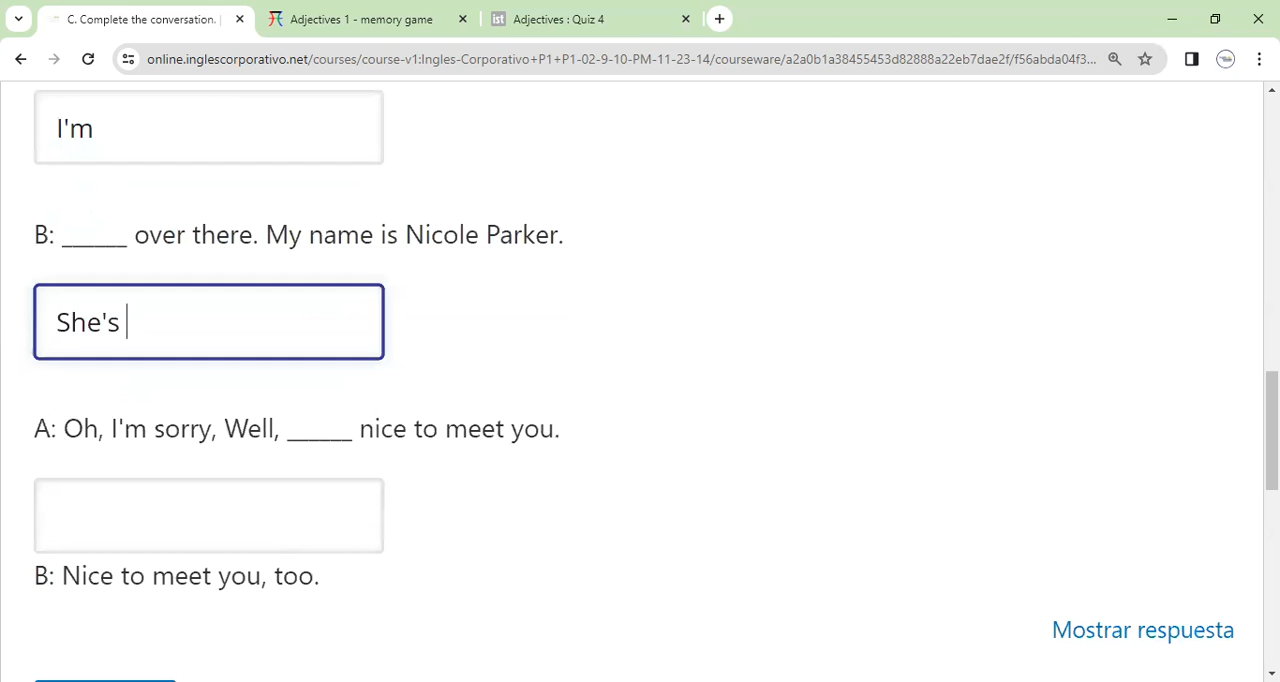 C. Complete the conversation. |
Adjectives 1 - memory game
ist Adjectives : Quiz 4
online.inglescorporativo.net/courses/course-v1:Ingles-Corporativo+P1+P1-02-9-10-PM-11-23-14/courseware/a2a0b1a38455453d82888a22eb7dae2f/f56abda04f3...
I'm
B: ______ over there. My name is Nicole Parker.
She's
A: Oh, I'm sorry, Well, ______ nice to meet you.
B: Nice to meet you, too.
Mostrar respuesta